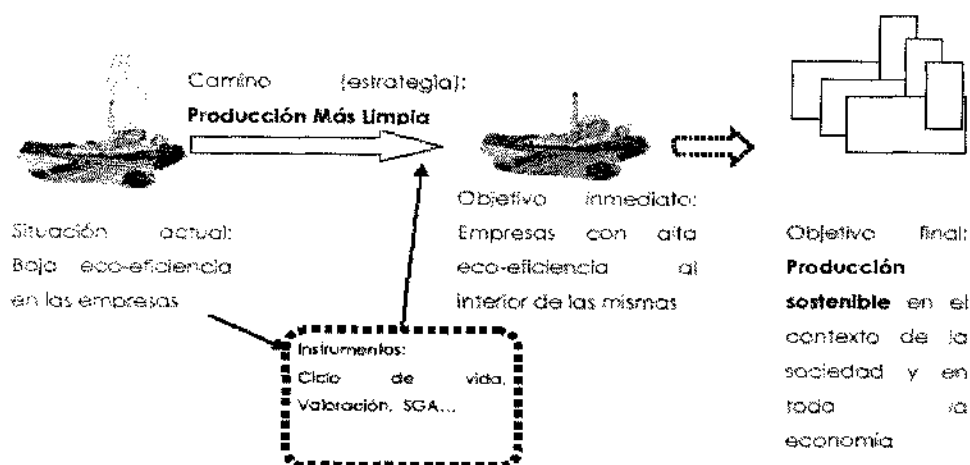 Camino (estrategia):
Producción Más Limpia
Situación actual:
Baja eco-eficiencia
en las empresas
Objetivo inmediato:
Empresas con alta
eco-eficiencia al
interior de las mismas
Objetivo final:
Producción
sostenible en el
contexto de la
sociedad y en
toda la
economía
Instrumentos:
Ciclo de vida,
Valoración, SGA...